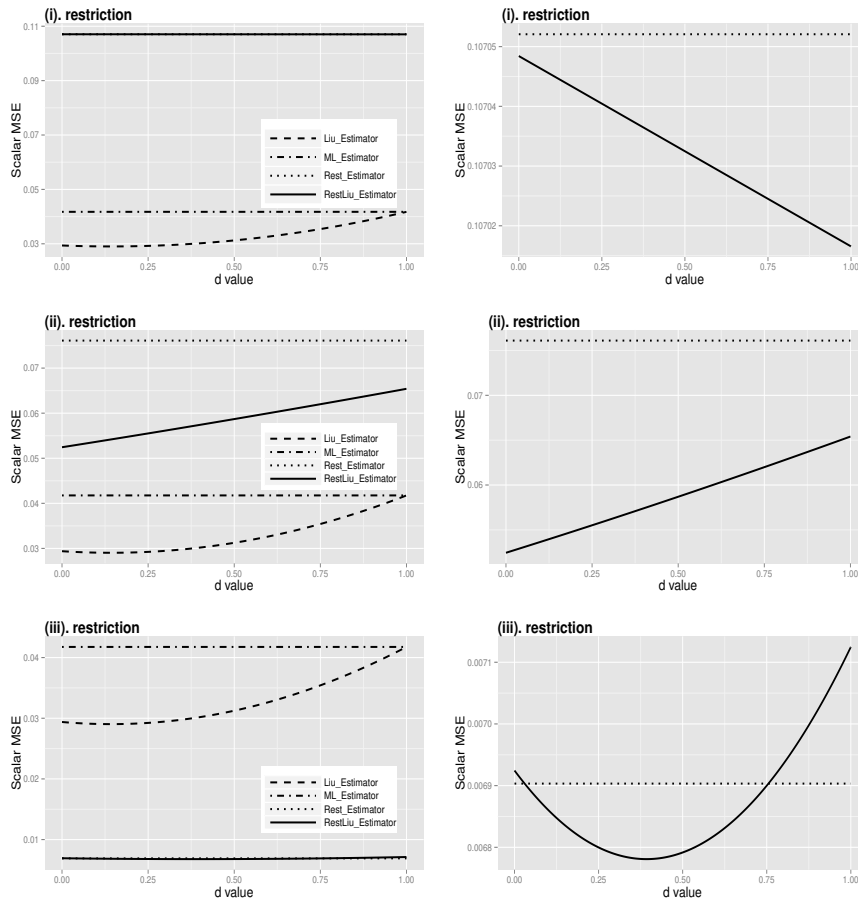 (i). restriction
Scalar MSE
0.11
0.09
0.07
0.05
0.03
Liu_Estimator
ML_Estimator
Rest_Estimator
RestLiu_Estimator
0.00 0.25 0.50 0.75 1.00
d value
(i). restriction
Scalar MSE
0.10705
0.10704
0.10703
0.10702
0.00 0.25 0.50 0.75 1.00
d value
(ii). restriction
Scalar MSE
0.07
0.06
0.05
0.04
0.03
Liu_Estimator
ML_Estimator
Rest_Estimator
RestLiu_Estimator
0.00 0.25 0.50 0.75 1.00
d value
(ii). restriction
Scalar MSE
0.07
0.06
0.00 0.25 0.50 0.75 1.00
d value
(iii). restriction
Scalar MSE
0.04
0.03
0.02
0.01
Liu_Estimator
ML_Estimator
Rest_Estimator
RestLiu_Estimator
0.00 0.25 0.50 0.75 1.00
d value
(iii). restriction
Scalar MSE
0.0071
0.0070
0.0069
0.0068
0.00 0.25 0.50 0.75 1.00
d value